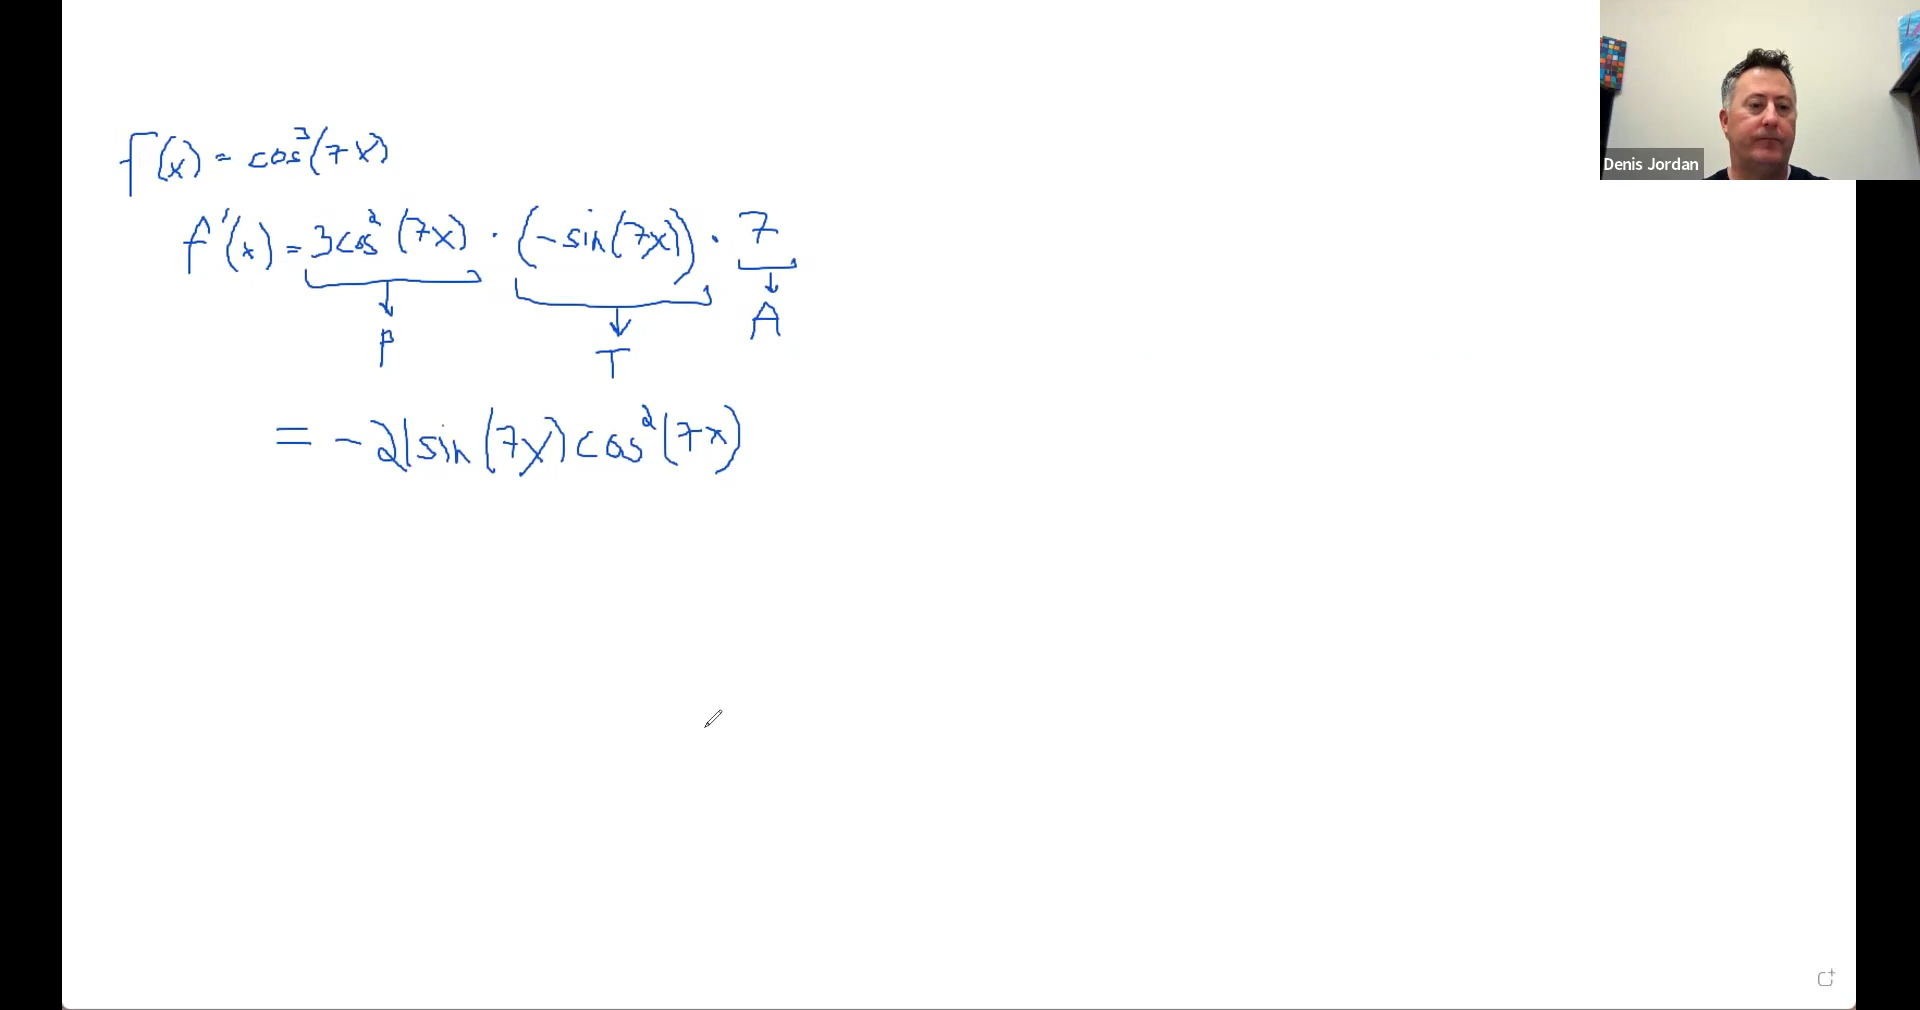 f(x) = cos³(7x)
f'(x) = 3cos²(7x) · (-sin(7x)) · 7
P T A
= -21sin(7x)cos²(7x)
Denis Jordan